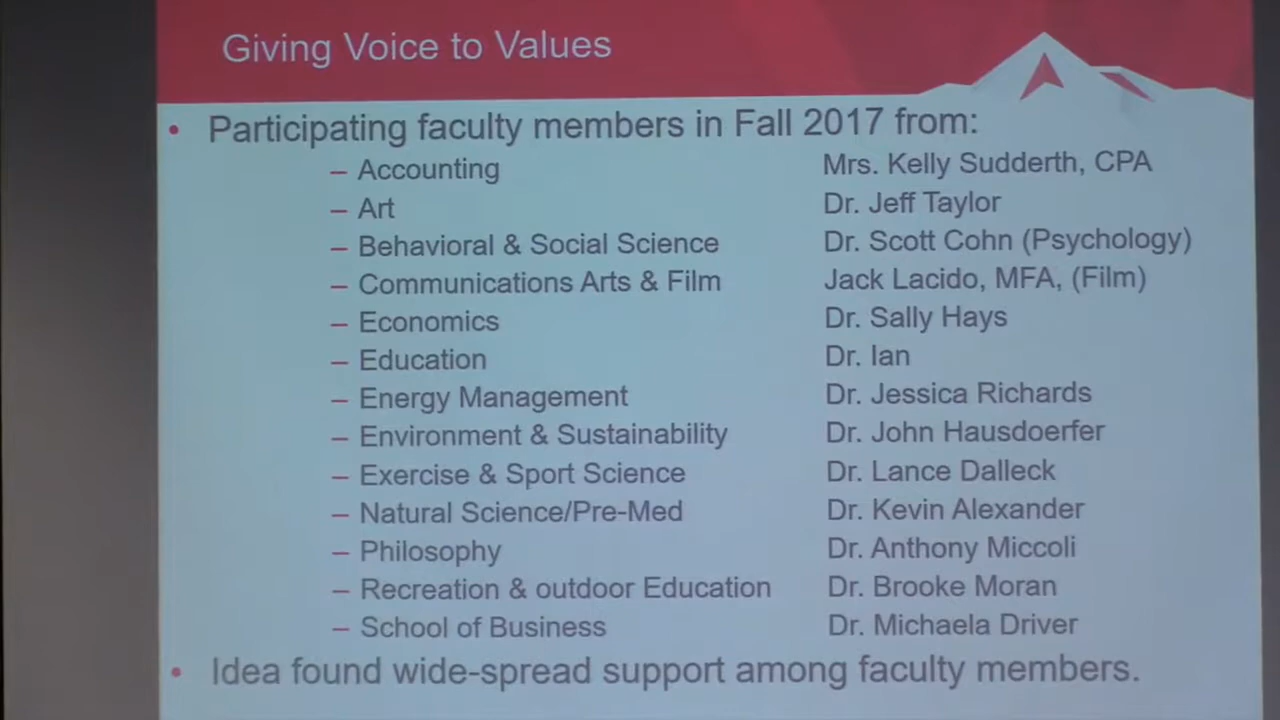 Giving Voice to Values
• Participating faculty members in Fall 2017 from:
– Accounting Mrs. Kelly Sudderth, CPA
– Art Dr. Jeff Taylor
– Behavioral & Social Science Dr. Scott Cohn (Psychology)
– Communications Arts & Film Jack Lacido, MFA, (Film)
– Economics Dr. Sally Hays
– Education Dr. Ian
– Energy Management Dr. Jessica Richards
– Environment & Sustainability Dr. John Hausdoerfer
– Exercise & Sport Science Dr. Lance Dalleck
– Natural Science/Pre-Med Dr. Kevin Alexander
– Philosophy Dr. Anthony Miccoli
– Recreation & outdoor Education Dr. Brooke Moran
– School of Business Dr. Michaela Driver
• Idea found wide-spread support among faculty members.